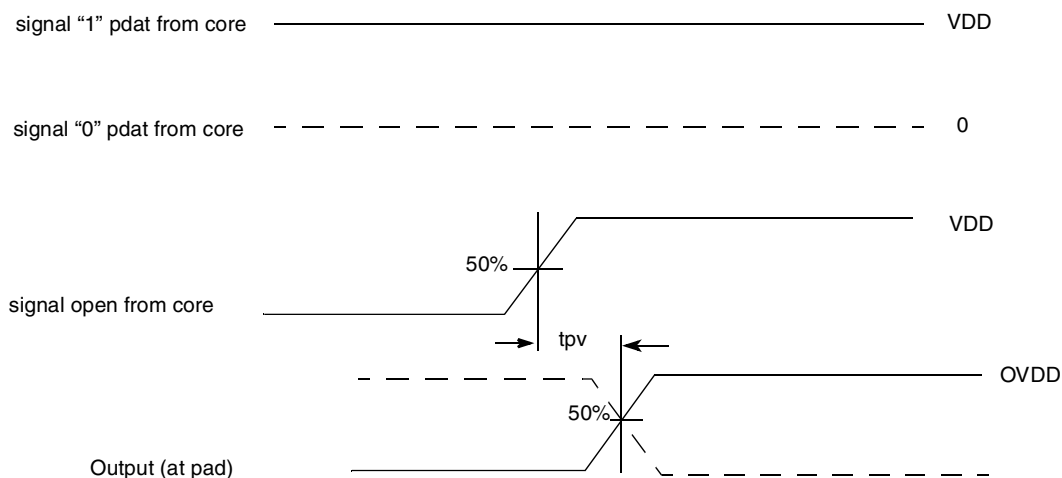 signal “1” pdat from core
VDD
signal “0” pdat from core
0
VDD
50%
signal open from core
tpv
OVDD
50%
Output (at pad)